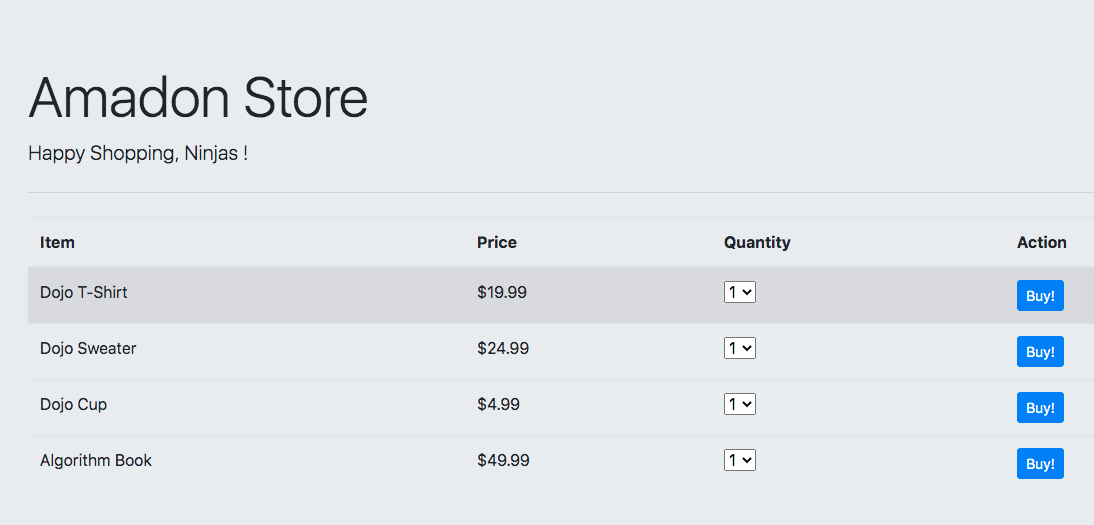 Amadon Store
Happy Shopping, Ninjas !
Item Price Quantity Action
Dojo T-Shirt $19.99 1 Buy!
Dojo Sweater $24.99 1 Buy!
Dojo Cup $4.99 1 Buy!
Algorithm Book $49.99 1 Buy!